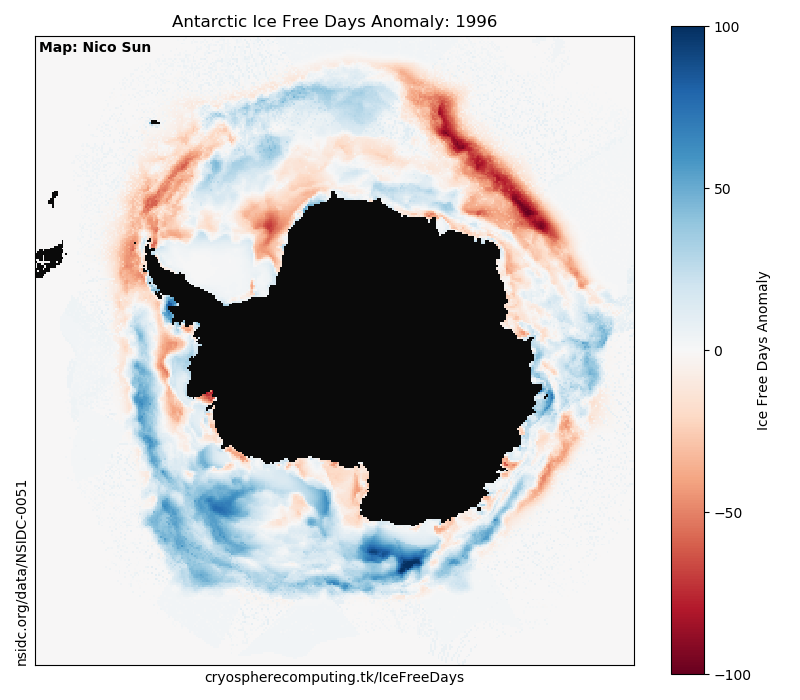 Antarctic Ice Free Days Anomaly: 1996
Map: Nico Sun
nsidc.org/data/NSIDC-0051
cryospherecomputing.tk/IceFreeDays
100
50
0
−50
−100
Ice Free Days Anomaly